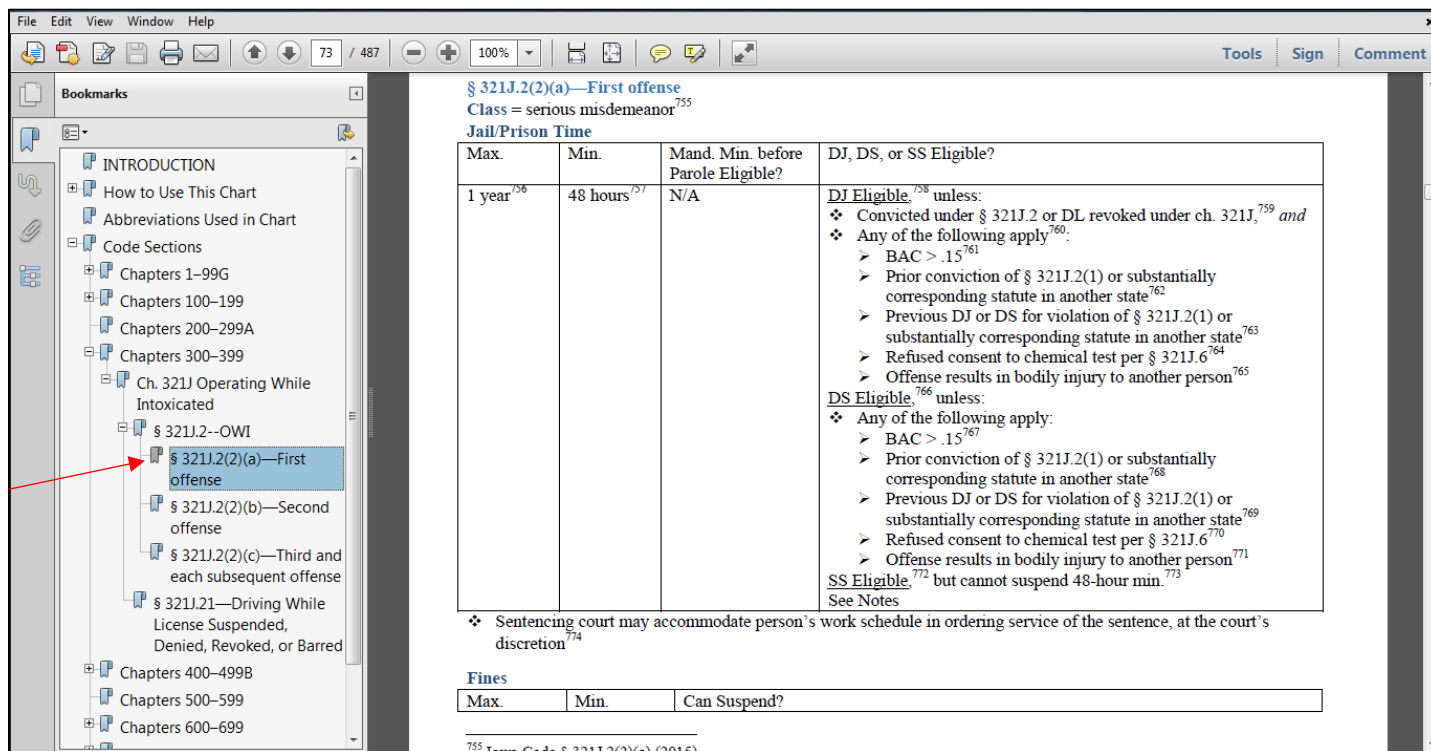 File Edit View Window Help
73 / 487 100% Tools Sign Comment
Bookmarks
INTRODUCTION
How to Use This Chart
Abbreviations Used in Chart
Code Sections
Chapters 1–99G
Chapters 100–199
Chapters 200–299A
Chapters 300–399
Ch. 321J Operating While
Intoxicated
§ 321J.2--OWI
§ 321J.2(2)(a)—First
offense
§ 321J.2(2)(b)—Second
offense
§ 321J.2(2)(c)—Third and
each subsequent offense
§ 321J.21—Driving While
License Suspended,
Denied, Revoked, or Barred
Chapters 400–499B
Chapters 500–599
Chapters 600–699
§ 321J.2(2)(a)—First offense
Class = serious misdemeanor755
Jail/Prison Time
Max. Min. Mand. Min. before DJ, DS, or SS Eligible?
Parole Eligible?
1 year756 48 hours757 N/A DJ Eligible,758 unless:
❖ Convicted under § 321J.2 or DL revoked under ch. 321J,759 and
❖ Any of the following apply760:
➢ BAC > .15761
➢ Prior conviction of § 321J.2(1) or substantially
corresponding statute in another state762
➢ Previous DJ or DS for violation of § 321J.2(1) or
substantially corresponding statute in another state763
➢ Refused consent to chemical test per § 321J.6764
➢ Offense results in bodily injury to another person765
DS Eligible,766 unless:
❖ Any of the following apply:
➢ BAC > .15767
➢ Prior conviction of § 321J.2(1) or substantially
corresponding statute in another state768
➢ Previous DJ or DS for violation of § 321J.2(1) or
substantially corresponding statute in another state769
➢ Refused consent to chemical test per § 321J.6770
➢ Offense results in bodily injury to another person771
SS Eligible,772 but cannot suspend 48-hour min.773
See Notes
❖ Sentencing court may accommodate person's work schedule in ordering service of the sentence, at the court's
discretion774
Fines
Max. Min. Can Suspend?
755 Iowa Code § 321J.2(2)(a)